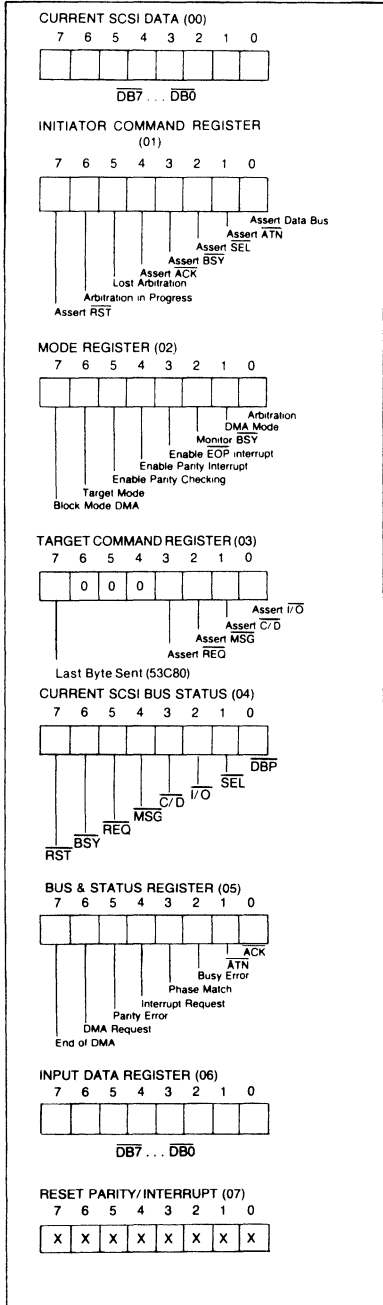 CURRENT SCSI DATA (00)
7 6 5 4 3 2 1 0
DB7 . . . DB0
INITIATOR COMMAND REGISTER
(01)
7 6 5 4 3 2 1 0
Assert Data Bus
Assert ATN
Assert SEL
Assert BSY
Assert ACK
Lost Arbitration
Arbitration in Progress
Assert RST
MODE REGISTER (02)
7 6 5 4 3 2 1 0
Arbitration
DMA Mode
Monitor BSY
Enable EOP interrupt
Enable Parity Interrupt
Enable Parity Checking
Target Mode
Block Mode DMA
TARGET COMMAND REGISTER (03)
7 6 5 4 3 2 1 0
0 0 0
Assert I/O
Assert C/D
Assert MSG
Assert REQ
Last Byte Sent (53C80)
CURRENT SCSI BUS STATUS (04)
7 6 5 4 3 2 1 0
DBP
SEL
I/O
C/D
MSG
REQ
BSY
RST
BUS & STATUS REGISTER (05)
7 6 5 4 3 2 1 0
ACK
ATN
Busy Error
Phase Match
Interrupt Request
Parity Error
DMA Request
End of DMA
INPUT DATA REGISTER (06)
7 6 5 4 3 2 1 0
DB7 . . . DB0
RESET PARITY/INTERRUPT (07)
7 6 5 4 3 2 1 0
X X X X X X X X